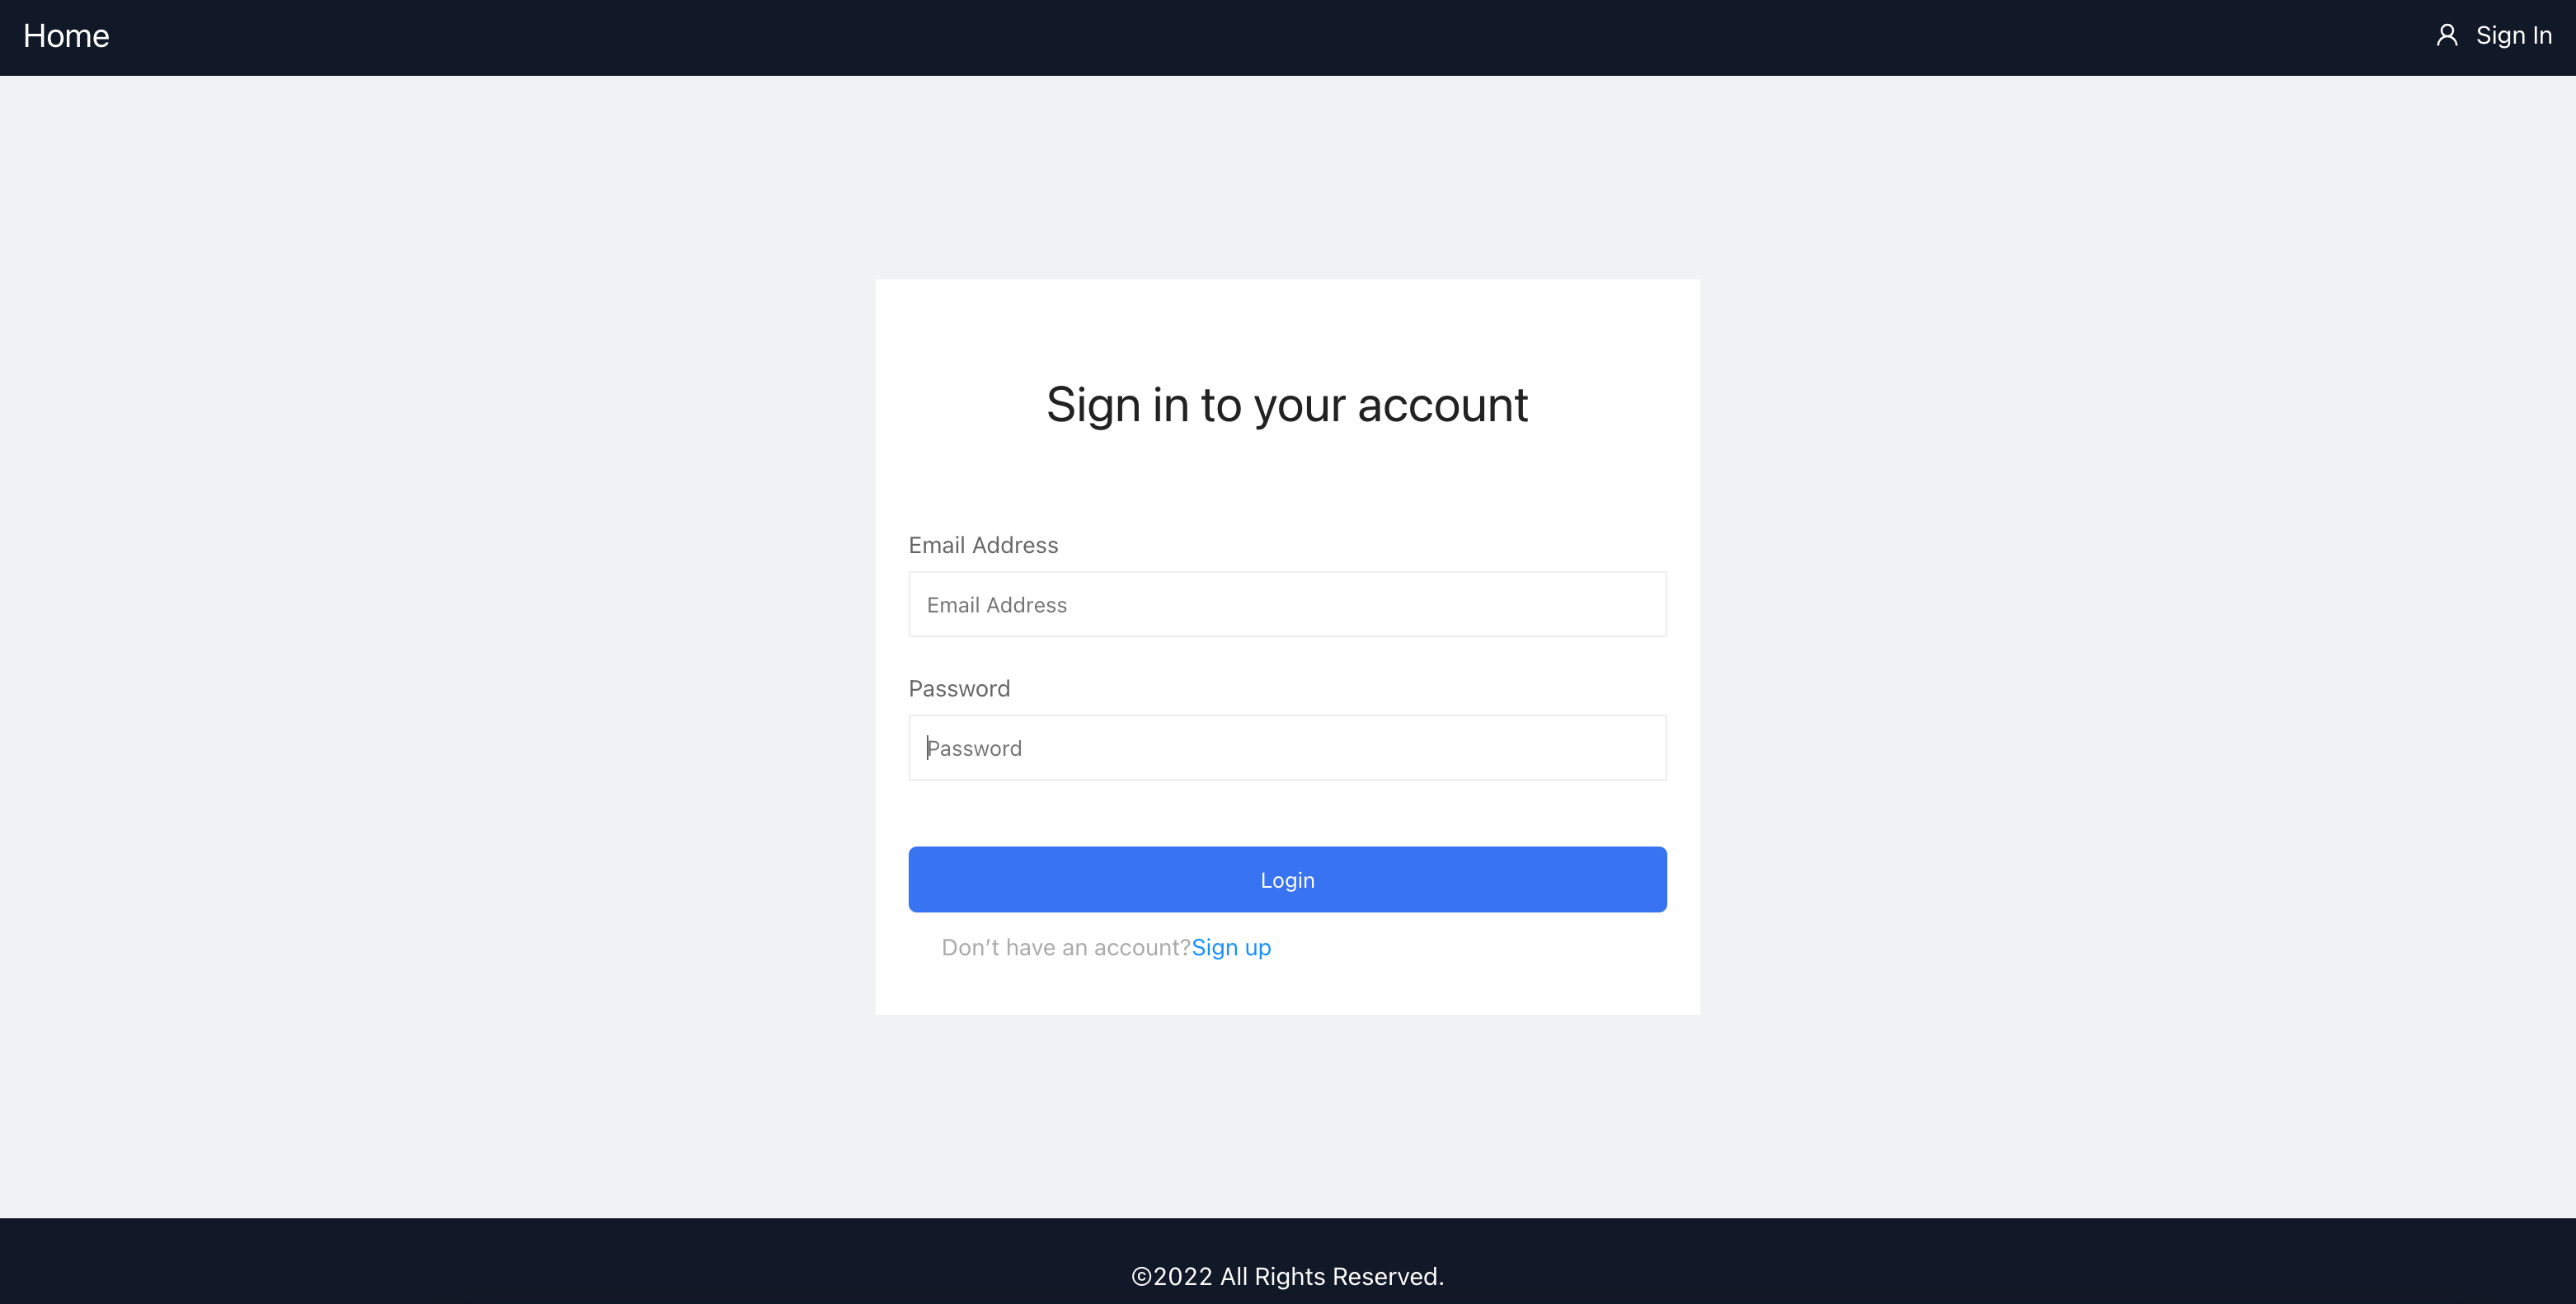 Home
Sign In
Sign in to your account
Email Address
Email Address
Password
Password
Login
Don’t have an account?Sign up
©2022 All Rights Reserved.